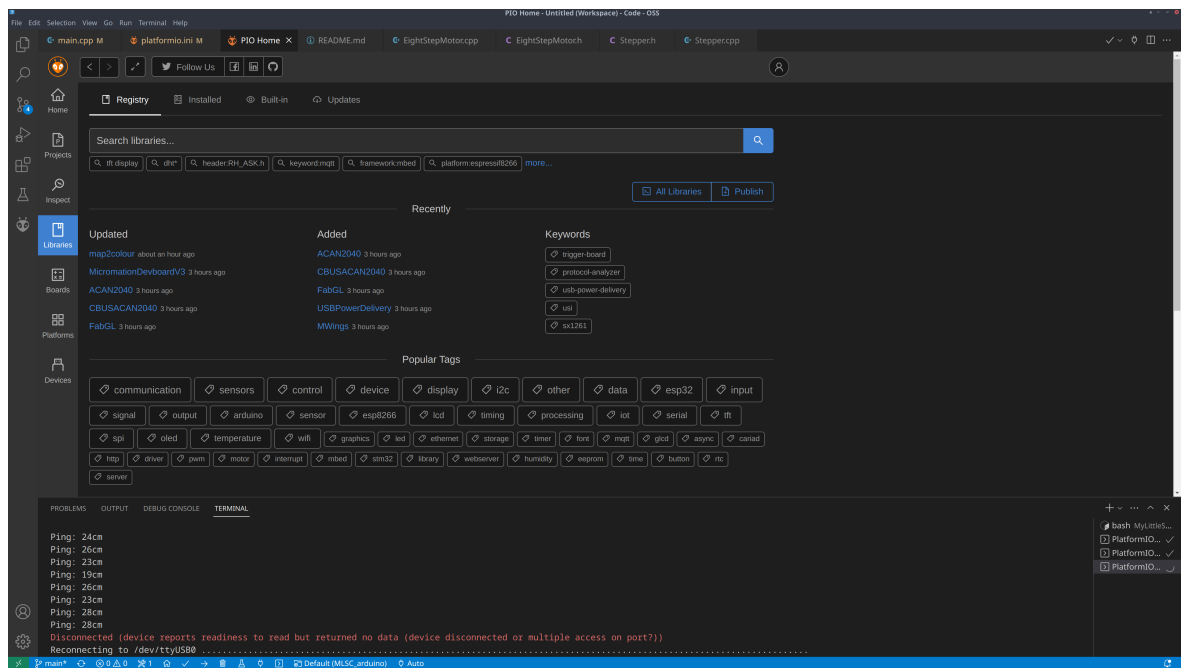 PIO Home - Untitled (Workspace) - Code - OSS
File Edit Selection View Go Run Terminal Help
main.cpp M platformio.ini M PIO Home README.md EightStepMotor.cpp EightStepMotor.h Stepper.h Stepper.cpp
Follow Us
Home
Projects
Inspect
Libraries
Boards
Platforms
Devices
4
Registry Installed Built-in Updates
Search libraries...
tft display dht* header:RH_ASK.h keyword:mqtt framework:mbed platform:espressif8266 more...
All Libraries Publish
Recently
Updated Added Keywords
map2colour about an hour ago ACAN2040 3 hours ago trigger-board
MicromationDevboardV3 3 hours ago CBUSACAN2040 3 hours ago protocol-analyzer
ACAN2040 3 hours ago FabGL 3 hours ago usb-power-delivery
CBUSACAN2040 3 hours ago USBPowerDelivery 3 hours ago usi
FabGL 3 hours ago MWings 3 hours ago sx1261
Popular Tags
communication sensors control device display i2c other data esp32 input
signal output arduino sensor esp8266 lcd timing processing iot serial tft
spi oled temperature wifi graphics led ethernet storage timer font mqtt glcd async canaid
http driver pwm motor interrupt mbed stm32 library webserver humidity eeprom time button rtc
server
PROBLEMS OUTPUT DEBUG CONSOLE TERMINAL
Ping: 24cm
Ping: 26cm
Ping: 23cm
Ping: 19cm
Ping: 26cm
Ping: 23cm
Ping: 28cm
Ping: 28cm
Disconnected (device reports readiness to read but returned no data (device disconnected or multiple access on port?))
Reconnecting to /dev/ttyUSB0 ................................................................................
bash MyLittleS...
PlatformIO...
PlatformIO...
PlatformIO...
main* 0 0 1 Default (MLSC_arduino) Auto